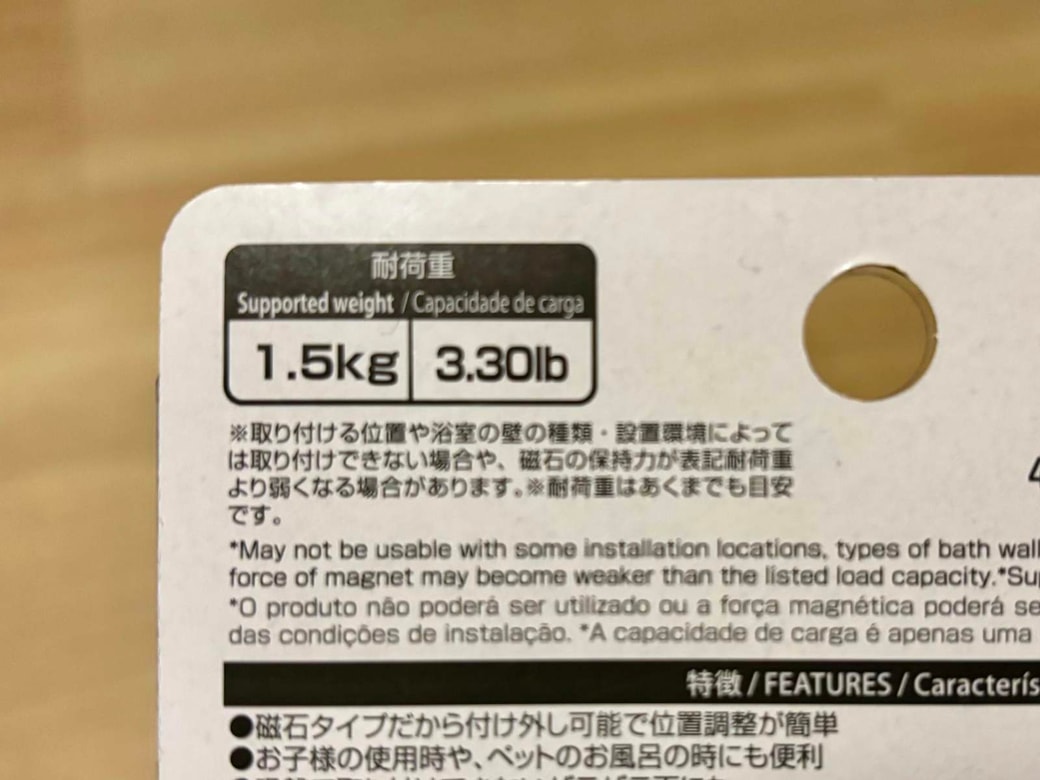 耐荷重
Supported weight / Capacidade de carga
1.5kg 3.30lb
※取り付ける位置や浴室の壁の種類・設置環境によって
は取り付けできない場合や、磁石の保持力が表記耐荷重
より弱くなる場合があります。※耐荷重はあくまでも目安
です。
*May not be usable with some installation locations, types of bath wall
force of magnet may become weaker than the listed load capacity.*Su
*O produto não poderá ser utilizado ou a força magnética poderá se
das condições de instalação. *A capacidade de carga é apenas uma
特徴 / FEATURES / Caracterís
●磁石タイプだから付け外し可能で位置調整が簡単
●お子様の使用時や、ペットのお風呂の時にも便利